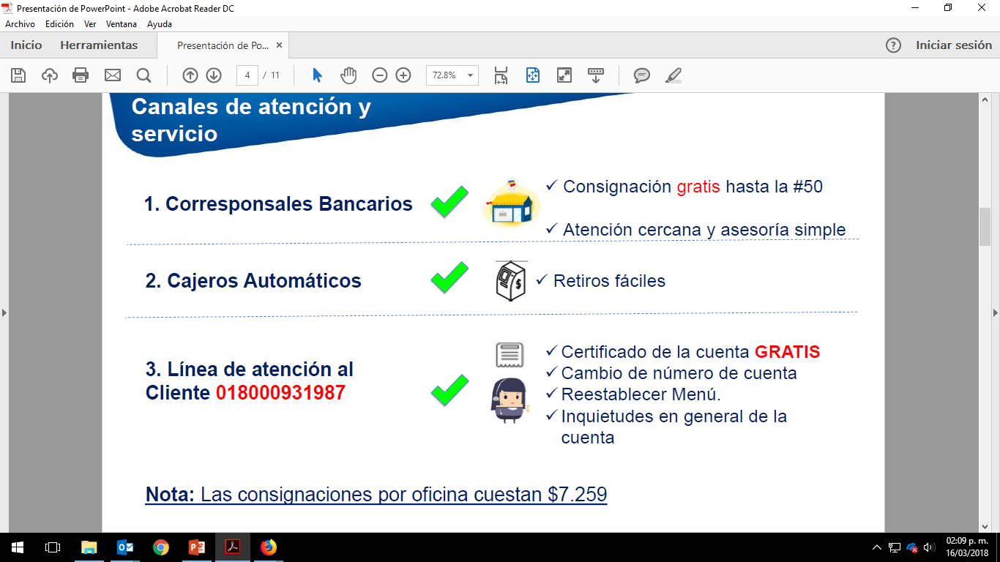 Presentación de PowerPoint - Adobe Acrobat Reader DC
Archivo Edición Ver Ventana Ayuda
Inicio Herramientas Presentación de Po... × ? Iniciar sesión
4 / 11 72.8%
Canales de atención y
servicio
1. Corresponsales Bancarios
Consignación gratis hasta la #50
Atención cercana y asesoría simple
2. Cajeros Automáticos
Retiros fáciles
3. Línea de atención al
Cliente 018000931987
Certificado de la cuenta GRATIS
Cambio de número de cuenta
Reestablecer Menú.
Inquietudes en general de la
cuenta
Nota: Las consignaciones por oficina cuestan $7.259
02:09 p. m.
16/03/2018